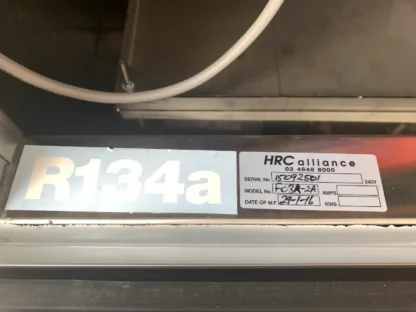 R134a
HRC alliance
02 4648 8000
SERIAL No. 15092501 240V
MODEL No. FC3A-2A AMPS
DATE OF M.F. 29-1-16 KWS